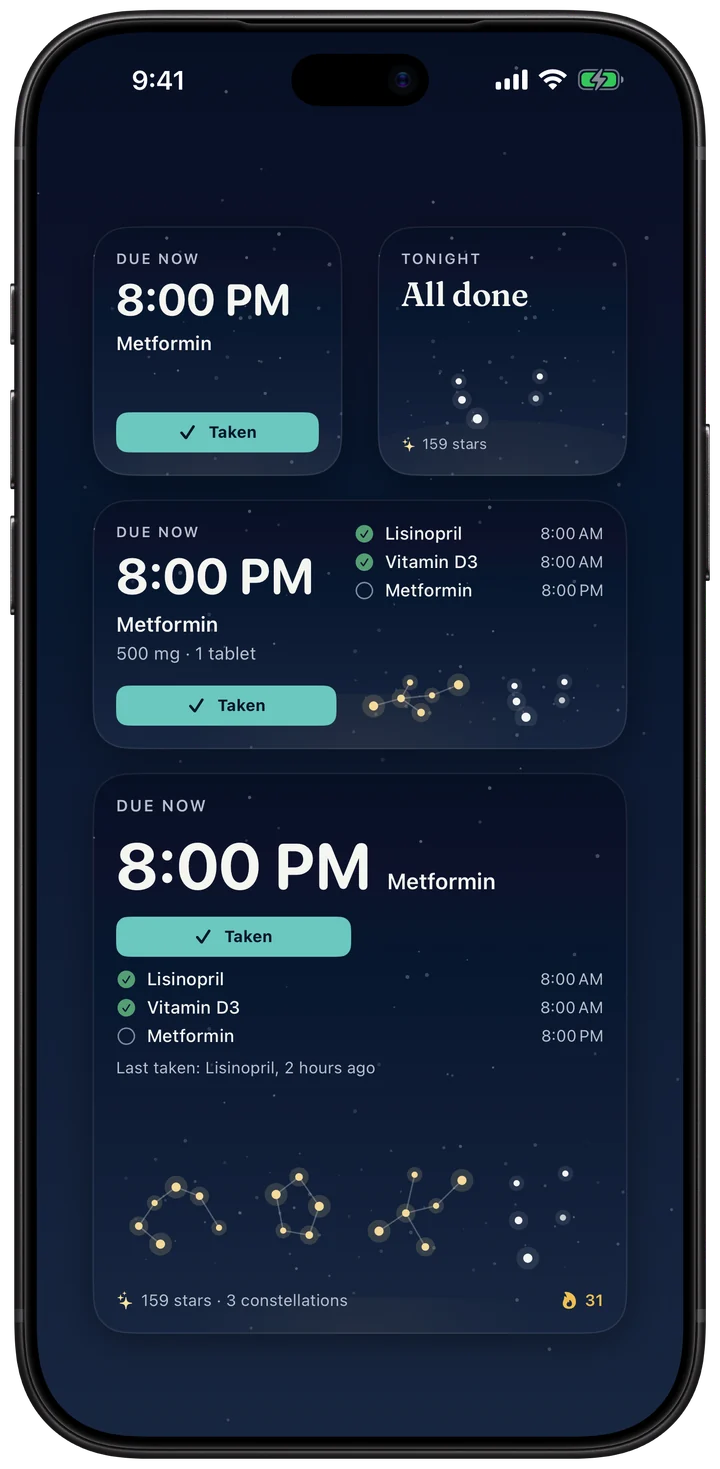 9:41
DUE NOW
8:00 PM
Metformin
Taken
TONIGHT
All done
159 stars
DUE NOW
8:00 PM
Metformin
500 mg · 1 tablet
Taken
Lisinopril 8:00 AM
Vitamin D3 8:00 AM
Metformin 8:00 PM
DUE NOW
8:00 PM Metformin
Taken
Lisinopril 8:00 AM
Vitamin D3 8:00 AM
Metformin 8:00 PM
Last taken: Lisinopril, 2 hours ago
159 stars · 3 constellations 31